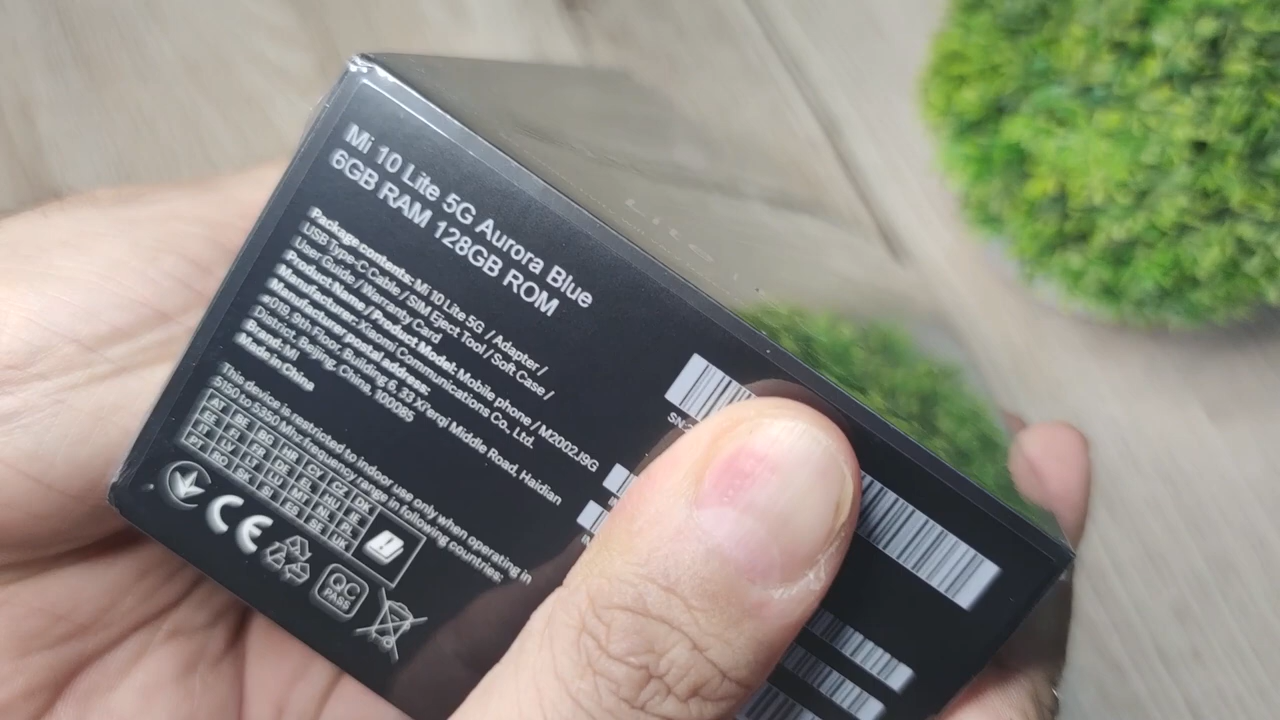 Mi 10 Lite 5G Aurora Blue
6GB RAM 128GB ROM
Package contents: Mi 10 Lite 5G / Adapter /
USB Type-C Cable / SIM Eject Tool / Soft Case /
User Guide / Warranty Card
Product Name / Product Model: Mobile phone / M2002J9G
Manufacturer: Xiaomi Communications Co., Ltd.
Manufacturer postal address:
#019, 9th Floor, Building 6, 33 Xi'erqi Middle Road, Haidian
District, Beijing, China, 100085
Brand: MI
Made in China
This device is restricted to indoor use only when operating in
5150 to 5350 Mhz frequency range in following countries:
AT BE BG HR CY CZ DK
EE FI FR DE EL HU IE
IT LV LT LU MT NL PL
PT RO SK SI ES SE UK
CE
QC
PASS
SN:
Lite